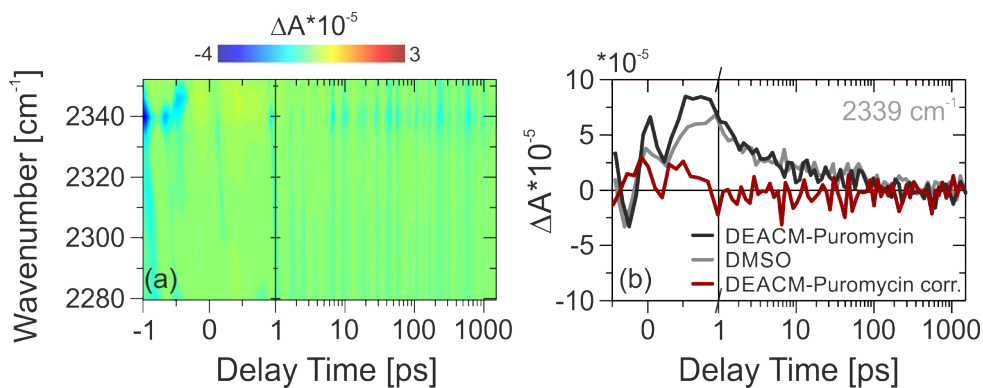 ΔA*10⁻⁵
-4
3
Wavenumber [cm⁻¹]
2340
2320
2300
2280
(a)
-1 0 1 10 100 1000
Delay Time [ps]
*10⁻⁵
ΔA*10⁻⁵
10
5
0
-5
-10
2339 cm⁻¹
DEACM-Puromycin
DMSO
DEACM-Puromycin corr.
(b)
0 1 10 100 1000
Delay Time [ps]